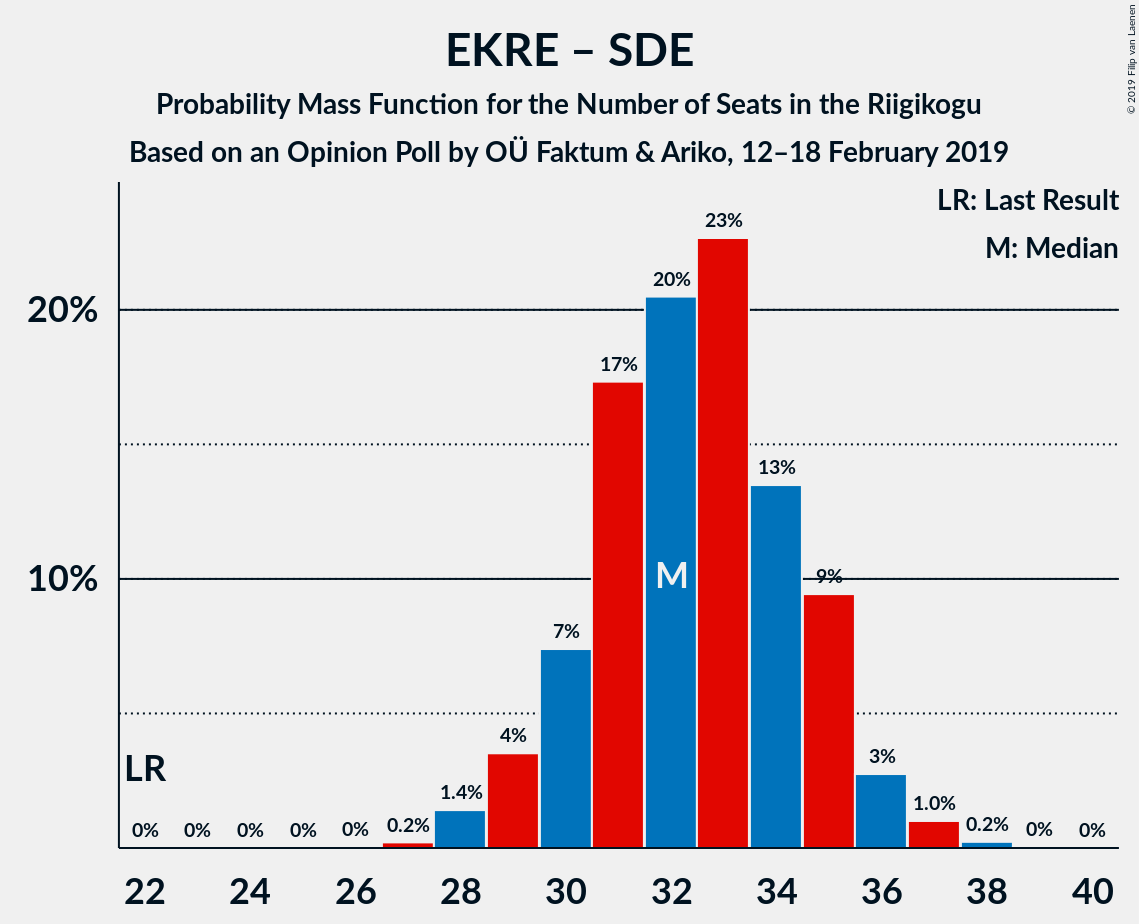 EKRE – SDE
Probability Mass Function for the Number of Seats in the Riigikogu
Based on an Opinion Poll by OÜ Faktum & Ariko, 12–18 February 2019
© 2019 Filip van Laenen
LR: Last Result
M: Median
23%
20%
20%
17%
13%
M
10%
9%
7%
LR
4%
3%
1.4%
1.0%
0% 0% 0% 0% 0% 0.2% 0.2% 0% 0%
22 24 26 28 30 32 34 36 38 40